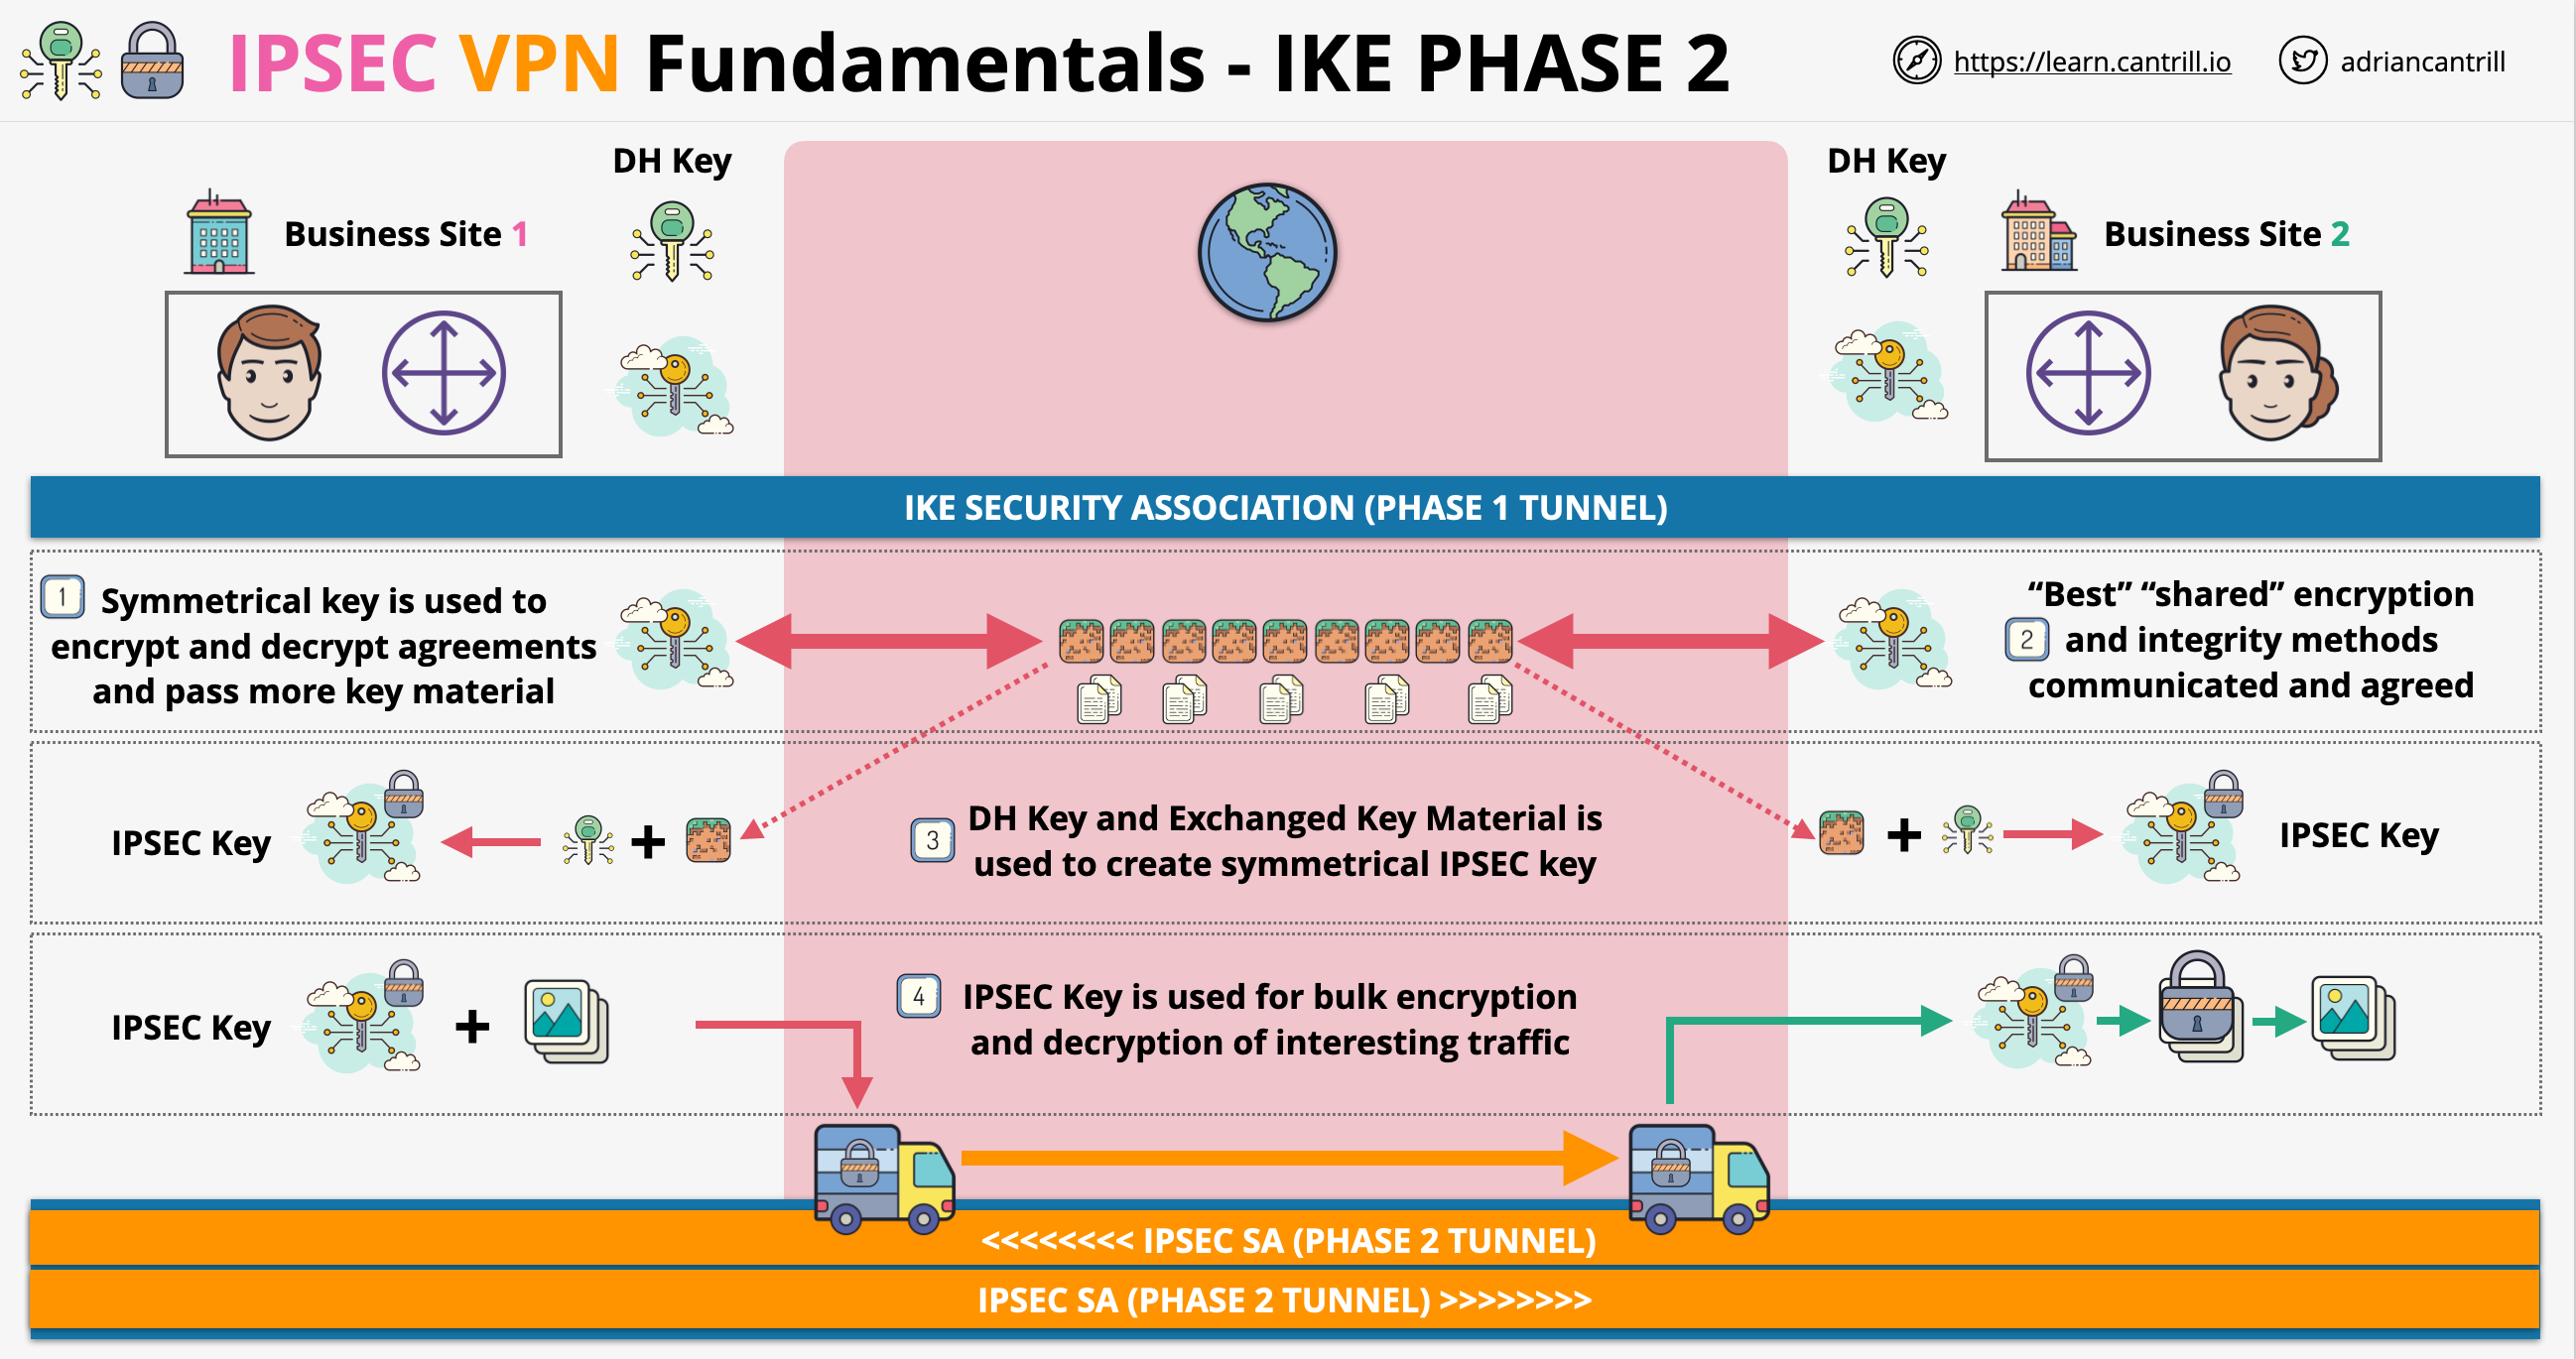 IPSEC VPN Fundamentals - IKE PHASE 2
https://learn.cantrill.io
adriancantrill
DH Key
DH Key
Business Site 1
Business Site 2
IKE SECURITY ASSOCIATION (PHASE 1 TUNNEL)
1
Symmetrical key is used to
encrypt and decrypt agreements
and pass more key material
“Best” “shared” encryption
2
and integrity methods
communicated and agreed
IPSEC Key
+
3
DH Key and Exchanged Key Material is
used to create symmetrical IPSEC key
+
IPSEC Key
IPSEC Key
+
4
IPSEC Key is used for bulk encryption
and decryption of interesting traffic
<<<<<<<< IPSEC SA (PHASE 2 TUNNEL)
IPSEC SA (PHASE 2 TUNNEL) >>>>>>>>